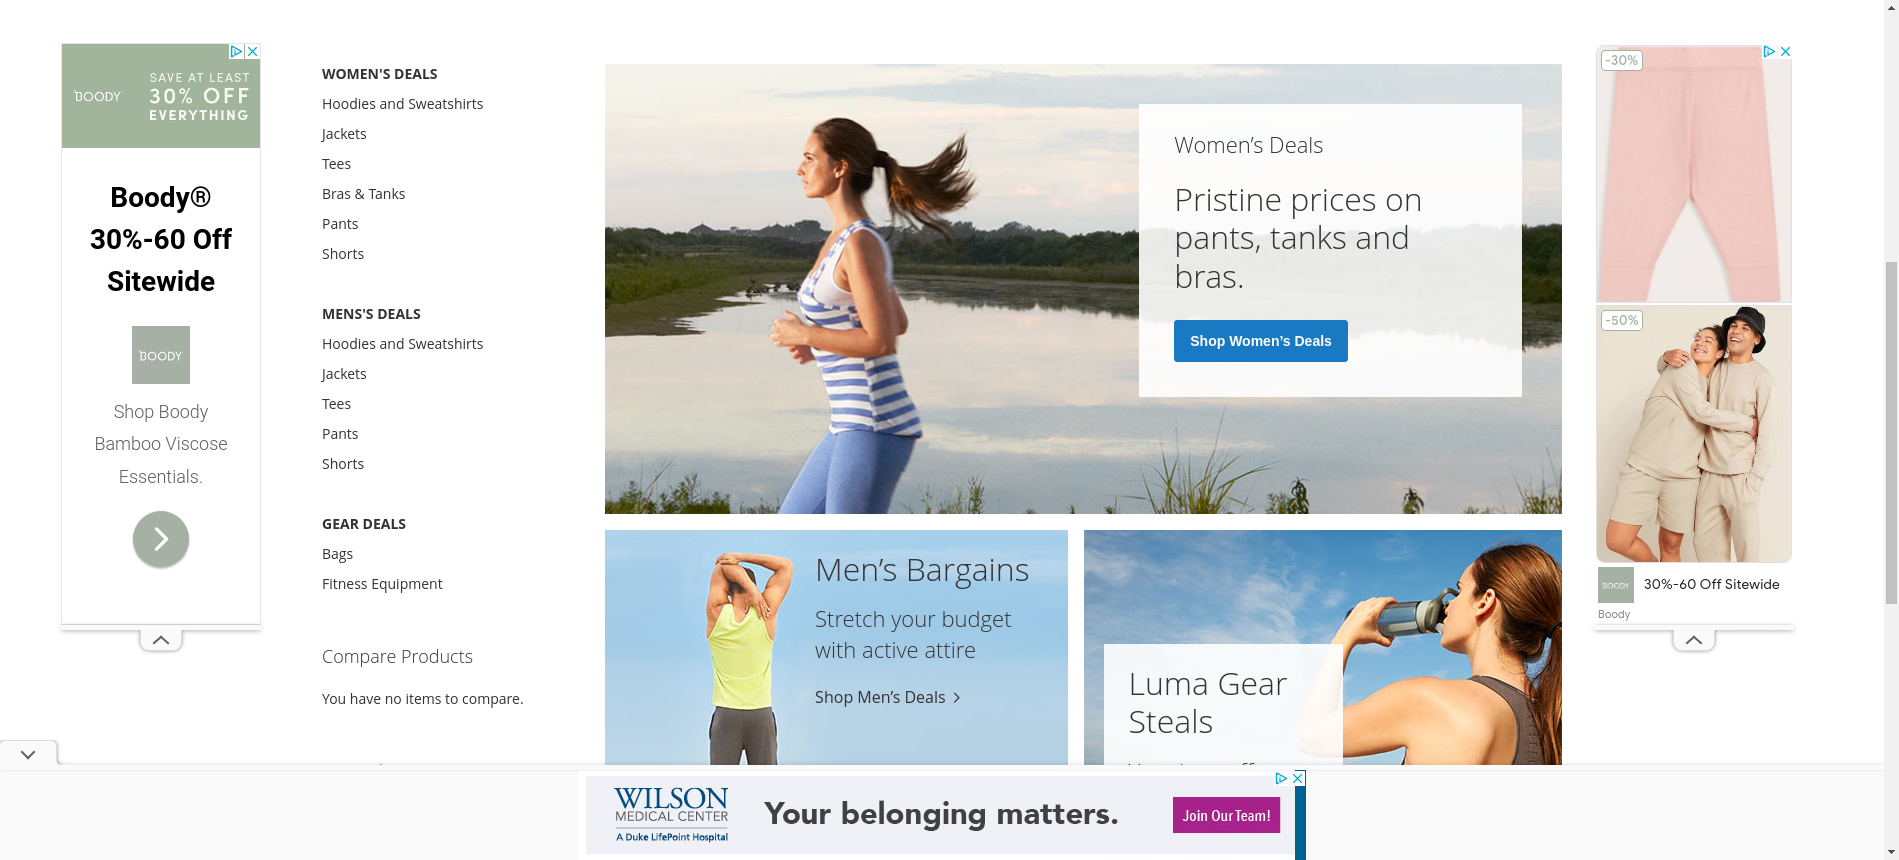 BOODY
SAVE AT LEAST
30% OFF
EVERYTHING
Boody®
30%-60 Off
Sitewide
BOODY
Shop Boody
Bamboo Viscose
Essentials.
WOMEN'S DEALS
Hoodies and Sweatshirts
Jackets
Tees
Bras & Tanks
Pants
Shorts
MENS'S DEALS
Hoodies and Sweatshirts
Jackets
Tees
Pants
Shorts
GEAR DEALS
Bags
Fitness Equipment
Compare Products
You have no items to compare.
Women’s Deals
Pristine prices on
pants, tanks and
bras.
Shop Women’s Deals
Men’s Bargains
Stretch your budget
with active attire
Shop Men’s Deals
Luma Gear
Steals
-30%
-50%
BOODY
30%-60 Off Sitewide
Boody
WILSON
MEDICAL CENTER
A Duke LifePoint Hospital
Your belonging matters.
Join Our Team!